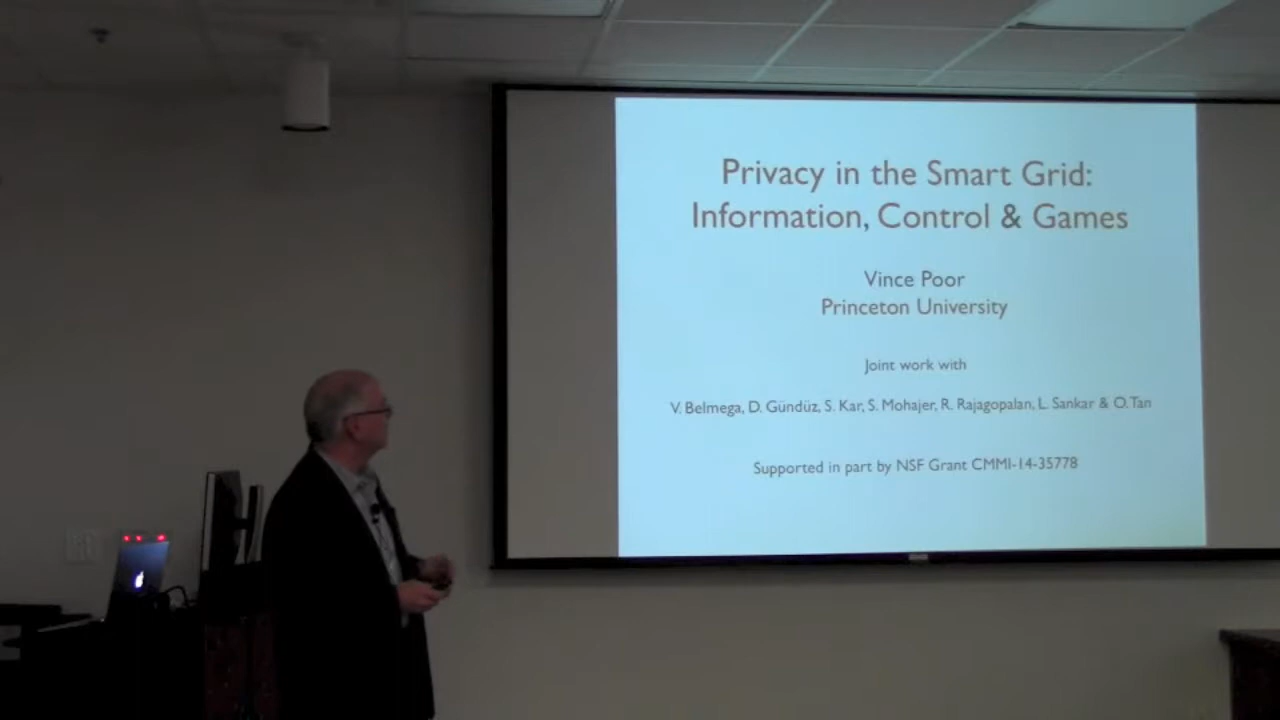 Privacy in the Smart Grid:
Information, Control & Games
Vince Poor
Princeton University
Joint work with
V. Belmega, D. Gündüz, S. Kar, S. Mohajer, R. Rajagopalan, L. Sankar & O. Tan
Supported in part by NSF Grant CMMI-14-35778